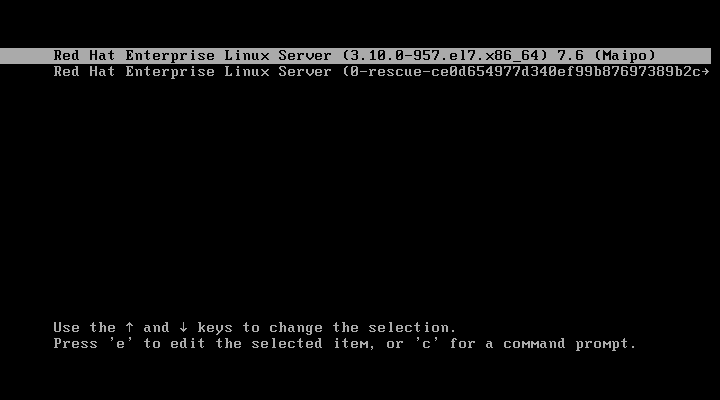 Red Hat Enterprise Linux Server (3.10.0-957.el7.x86_64) 7.6 (Maipo)
Red Hat Enterprise Linux Server (0-rescue-ce0d654977d340ef99b87697389b2c→
Use the ↑ and ↓ keys to change the selection.
Press 'e' to edit the selected item, or 'c' for a command prompt.